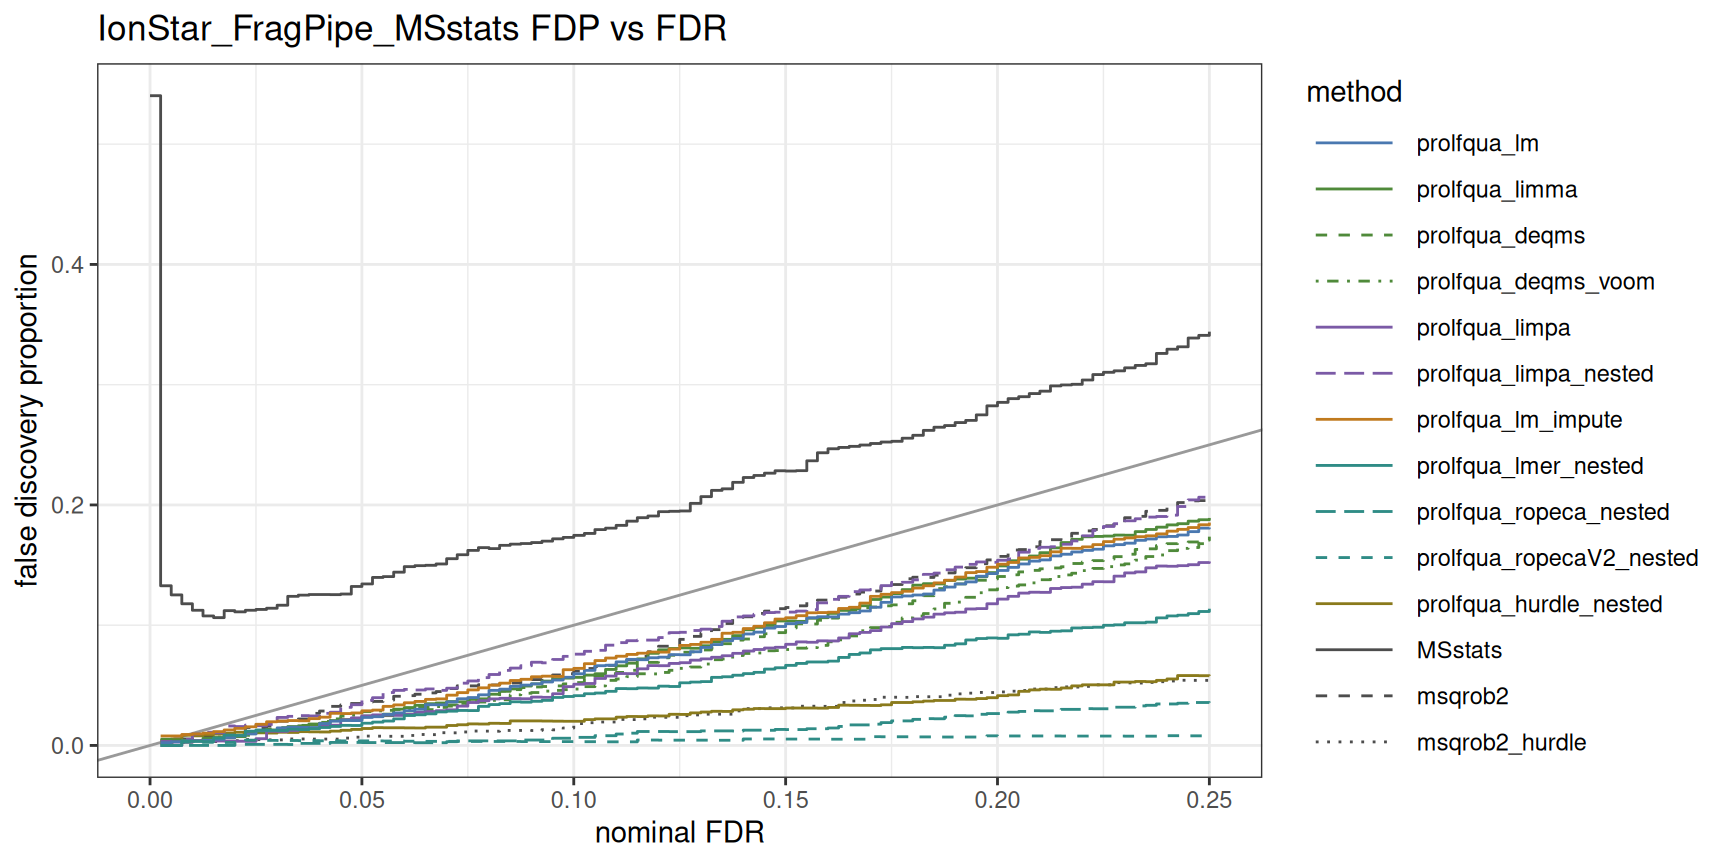 IonStar_FragPipe_MSstats FDP vs FDR
false discovery proportion
0.4
0.2
0.0
0.00
0.05
0.10
0.15
0.20
0.25
nominal FDR
method
prolfqua_lm
prolfqua_limma
prolfqua_deqms
prolfqua_deqms_voom
prolfqua_limpa
prolfqua_limpa_nested
prolfqua_lm_impute
prolfqua_lmer_nested
prolfqua_ropeca_nested
prolfqua_ropecaV2_nested
prolfqua_hurdle_nested
MSstats
msqrob2
msqrob2_hurdle